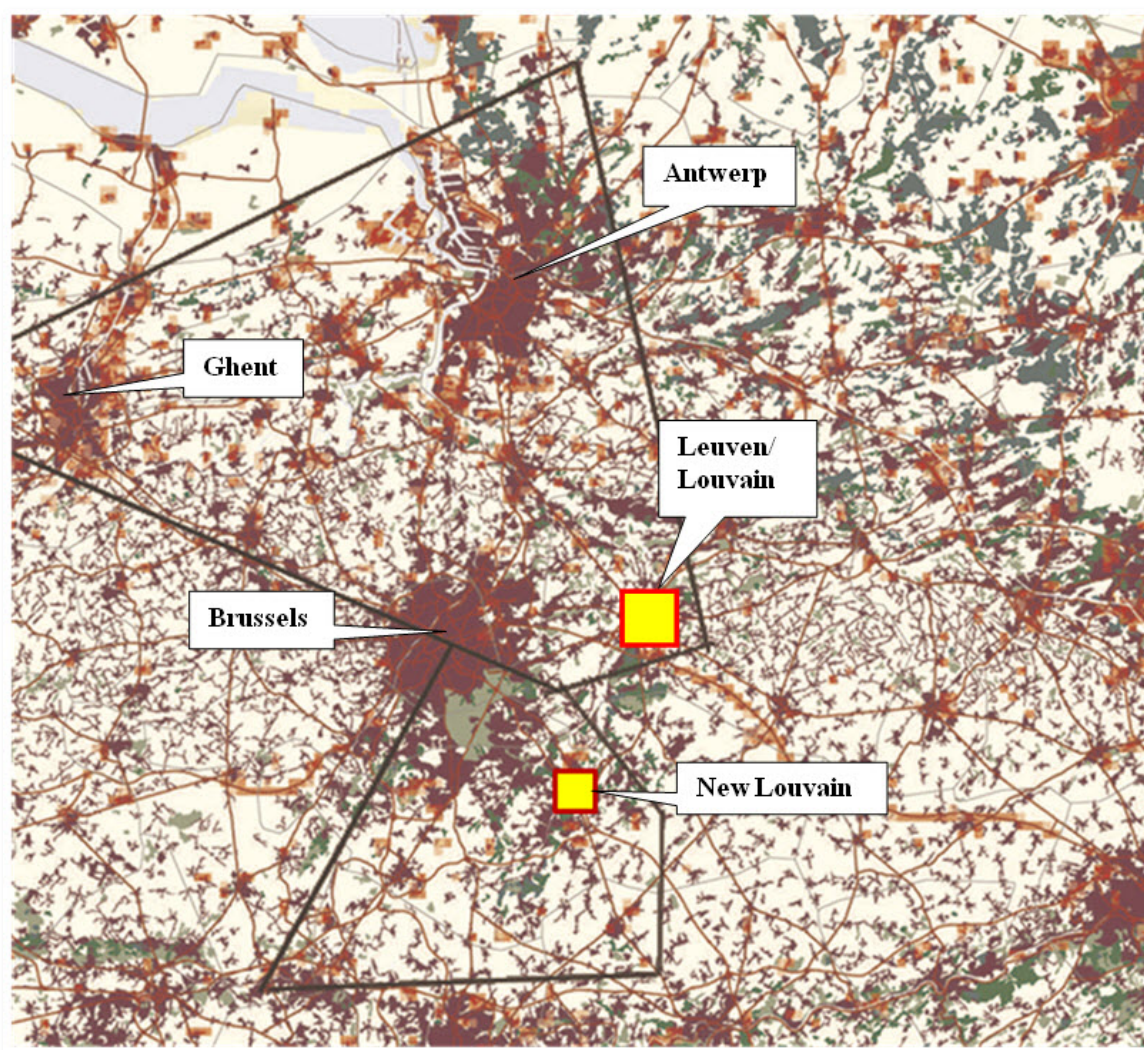 Antwerp
Ghent
Leuven/
Louvain
Brussels
New Louvain